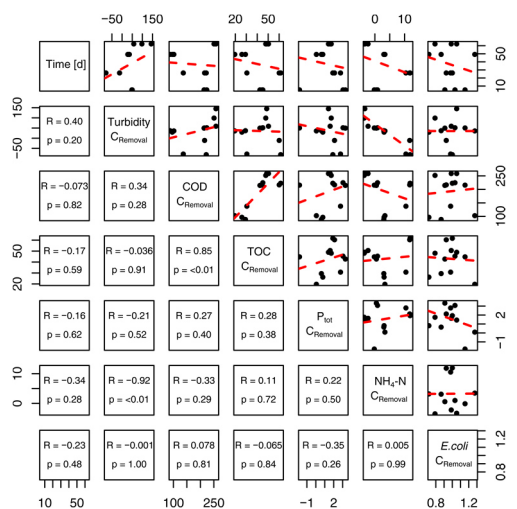 −50 50 150
20 50
0 10
Time [d]
10 50
R = 0.40
p = 0.20
Turbidity
CRemoval
−50 150
R = −0.073
p = 0.82
R = 0.34
p = 0.28
COD
CRemoval
100 250
R = −0.17
p = 0.59
R = −0.036
p = 0.91
R = 0.85
p = <0.01
TOC
CRemoval
20 50
R = −0.16
p = 0.62
R = −0.21
p = 0.52
R = 0.27
p = 0.40
R = 0.28
p = 0.38
Ptot
CRemoval
−1 2
R = −0.34
p = 0.28
R = −0.92
p = <0.01
R = −0.33
p = 0.29
R = 0.11
p = 0.72
R = 0.22
p = 0.50
NH4-N
CRemoval
0 10
R = −0.23
p = 0.48
R = −0.001
p = 1.00
R = 0.078
p = 0.81
R = −0.065
p = 0.84
R = −0.35
p = 0.26
R = 0.005
p = 0.99
E.coli
CRemoval
0.8 1.2
10 50
100 250
−1 2
0.8 1.2